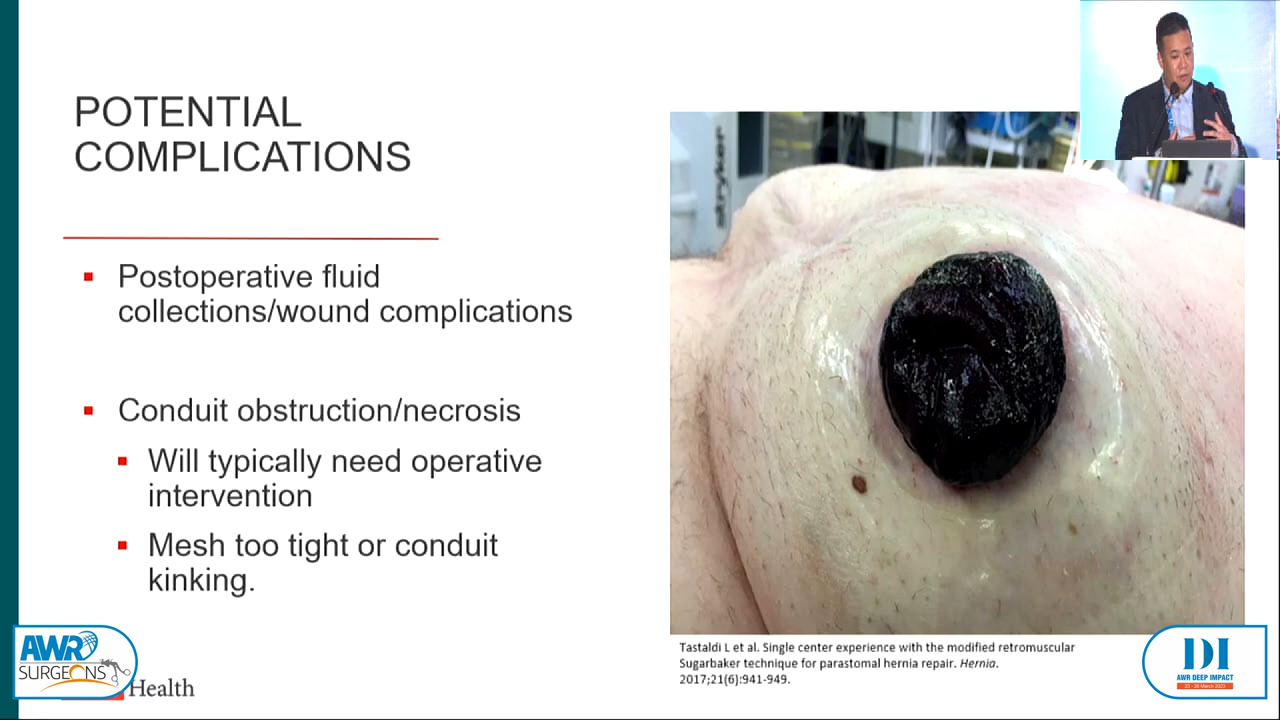 POTENTIAL
COMPLICATIONS
▪ Postoperative fluid
collections/wound complications
▪ Conduit obstruction/necrosis
▪ Will typically need operative
intervention
▪ Mesh too tight or conduit
kinking.
stryker
Tastaldi L et al. Single center experience with the modified retromuscular
Sugarbaker technique for parastomal hernia repair. Hernia.
2017;21(6):941-949.
AWR
SURGEONS
Health
DI
AWR DEEP IMPACT